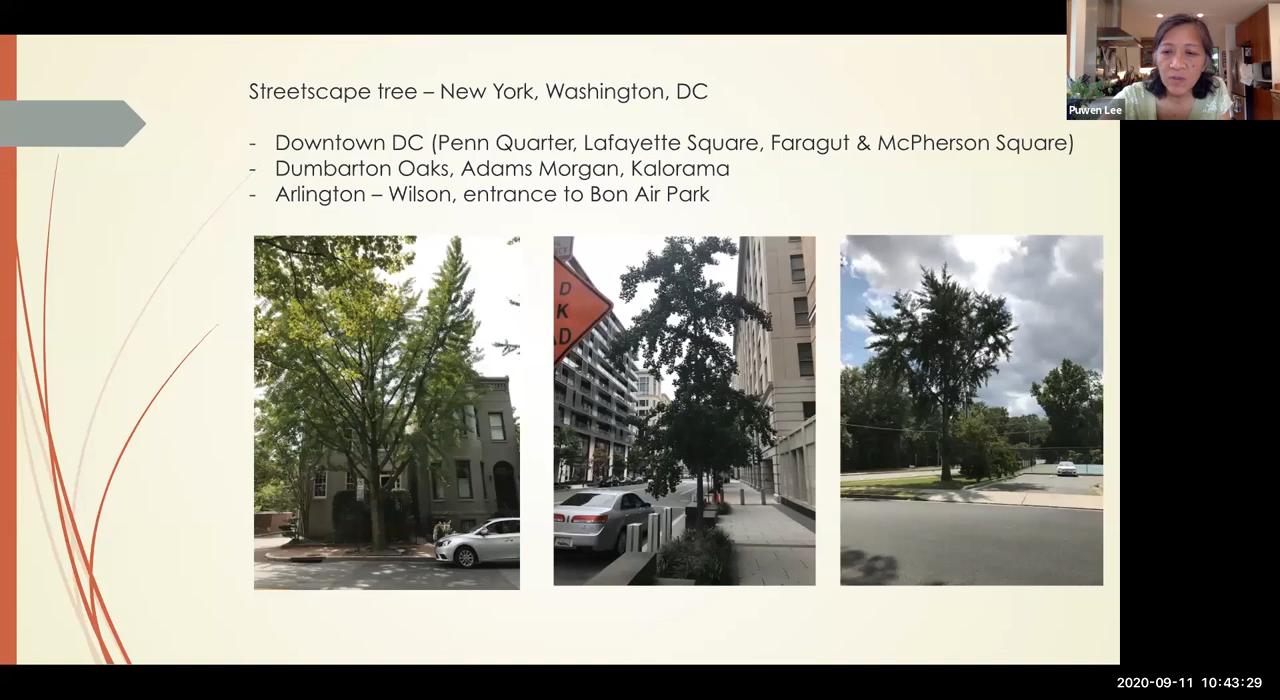 Streetscape tree – New York, Washington, DC
- Downtown DC (Penn Quarter, Lafayette Square, Faragut & McPherson Square)
- Dumbarton Oaks, Adams Morgan, Kalorama
- Arlington – Wilson, entrance to Bon Air Park
D
K
AD
Puwen Lee
2020-09-11 10:43:29